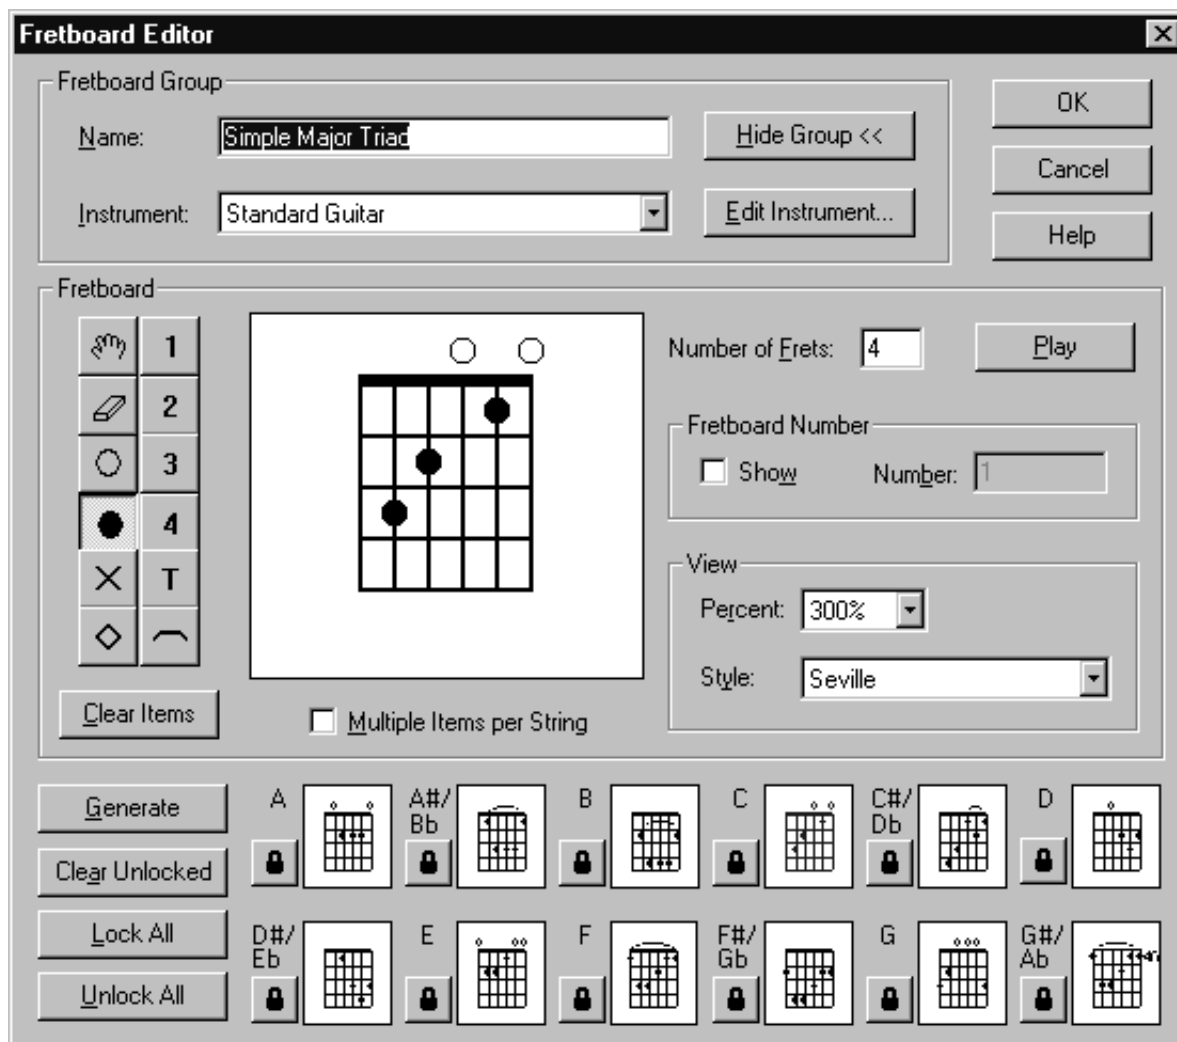 Fretboard Editor
Fretboard Group
Name: Simple Major Triad Hide Group <<
OK
Cancel
Instrument: Standard Guitar Edit Instrument...
Help
Fretboard
1
2
3
4
T
Number of Frets: 4 Play
Fretboard Number
Show Number: 1
View
Percent: 300%
Style: Seville
Clear Items
Multiple Items per String
Generate
Clear Unlocked
Lock All
Unlock All
A A#/ B C C#/ D
Bb Db
D#/ E F F#/ G G#/
Eb Gb Ab